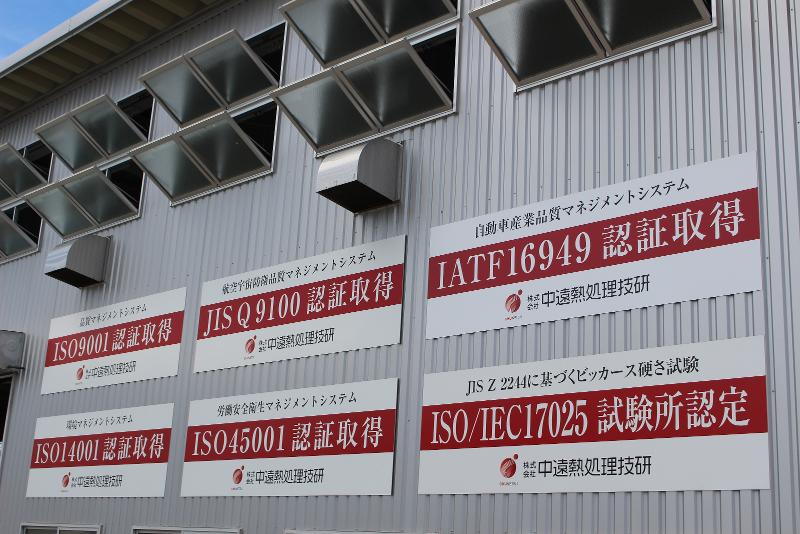 品質マネジメントシステム
ISO9001 認証取得
株式会社 中遠熱処理技研
航空宇宙防衛品質マネジメントシステム
JIS Q 9100 認証取得
株式会社 中遠熱処理技研
自動車産業品質マネジメントシステム
IATF16949 認証取得
株式会社 中遠熱処理技研
環境マネジメントシステム
ISO14001 認証取得
株式会社 中遠熱処理技研
労働安全衛生マネジメントシステム
ISO45001 認証取得
株式会社 中遠熱処理技研
JIS Z 2244に基づくビッカース硬さ試験
ISO/IEC17025 試験所認定
株式会社 中遠熱処理技研